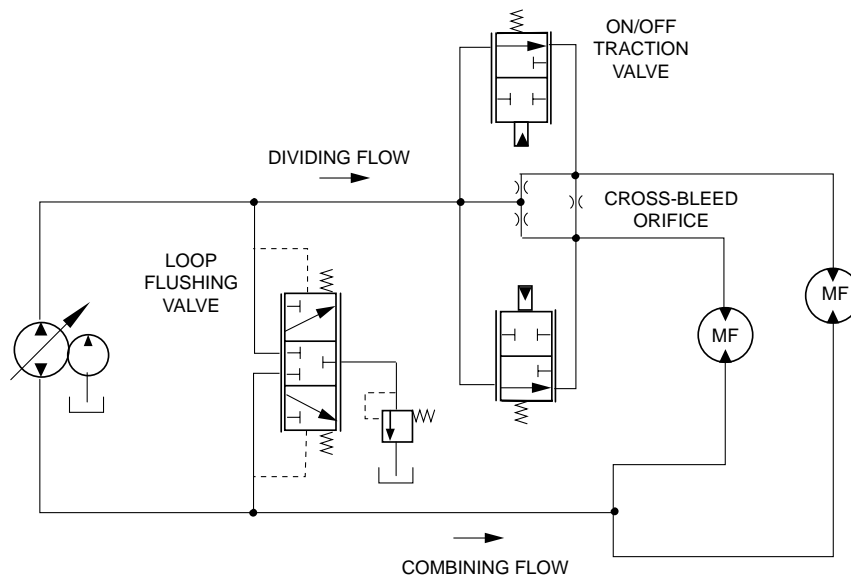 ON/OFF
TRACTION
VALVE
DIVIDING FLOW
CROSS-BLEED
ORIFICE
LOOP
FLUSHING
VALVE
MF
MF
COMBINING FLOW